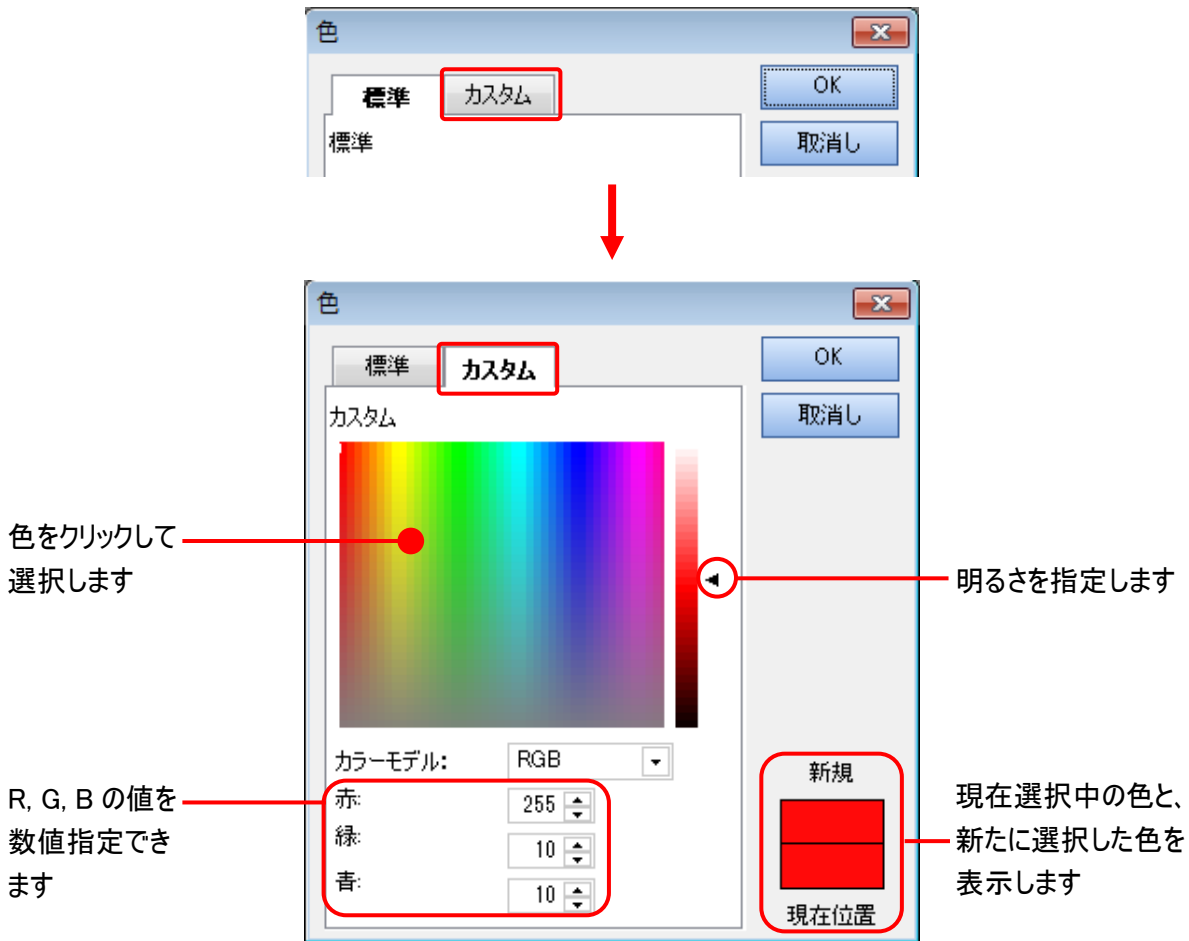 色
標準
カスタム
OK
標準
取消し
色
標準
カスタム
OK
カスタム
取消し
色をクリックして
選択します
明るさを指定します
カラーモデル:
RGB
新規
R, G, B の値を
数値指定でき
ます
赤:
255
緑:
10
青:
10
現在選択中の色と、
新たに選択した色を
表示します
現在位置